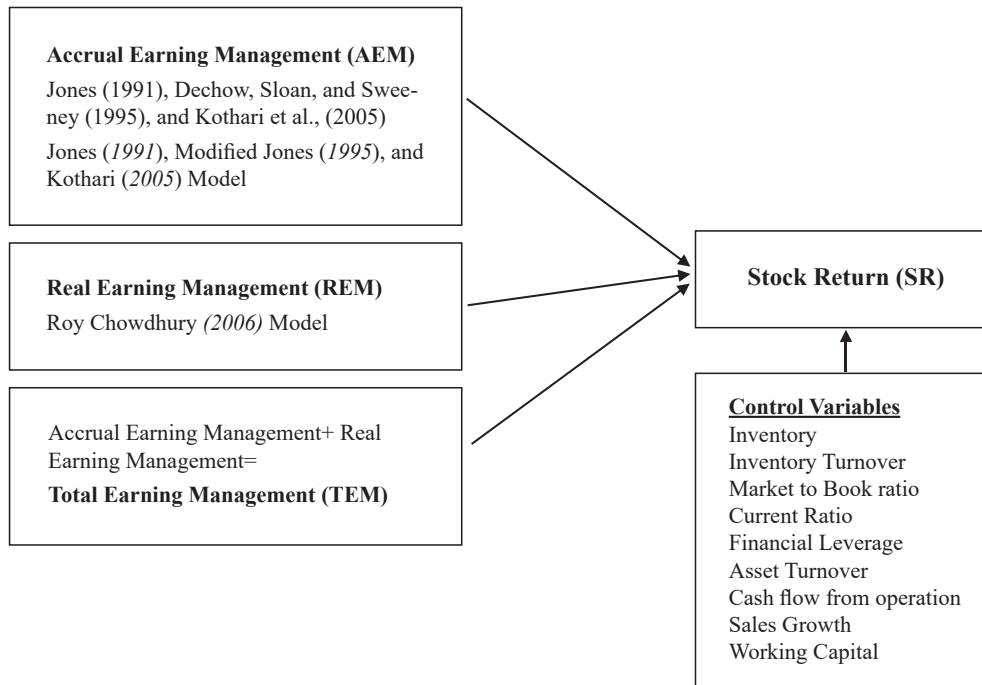 Accrual Earning Management (AEM)
Jones (1991), Dechow, Sloan, and Swee-
ney (1995), and Kothari et al., (2005)
Jones (1991), Modified Jones (1995), and
Kothari (2005) Model
Real Earning Management (REM)
Roy Chowdhury (2006) Model
Accrual Earning Management+ Real
Earning Management=
Total Earning Management (TEM)
Stock Return (SR)
Control Variables
Inventory
Inventory Turnover
Market to Book ratio
Current Ratio
Financial Leverage
Asset Turnover
Cash flow from operation
Sales Growth
Working Capital